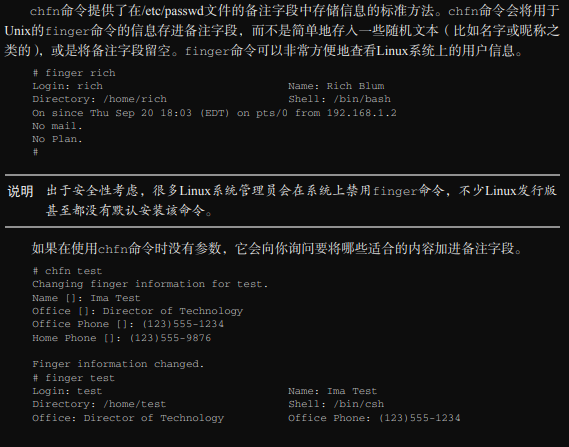 chfn命令提供了在/etc/passwd文件的备注字段中存储信息的标准方法。chfn命令会将用于
Unix的finger命令的信息存进备注字段，而不是简单地存入一些随机文本（比如名字或昵称之
类的），或是将备注字段留空。finger命令可以非常方便地查看Linux系统上的用户信息。
# finger rich
Login: rich Name: Rich Blum
Directory: /home/rich Shell: /bin/bash
On since Thu Sep 20 18:03 (EDT) on pts/0 from 192.168.1.2
No mail.
No Plan.
#
说明 出于安全性考虑，很多Linux系统管理员会在系统上禁用finger命令，不少Linux发行版
甚至都没有默认安装该命令。
如果在使用chfn命令时没有参数，它会向你询问要将哪些适合的内容加进备注字段。
# chfn test
Changing finger information for test.
Name []: Ima Test
Office []: Director of Technology
Office Phone []: (123)555-1234
Home Phone []: (123)555-9876
Finger information changed.
# finger test
Login: test Name: Ima Test
Directory: /home/test Shell: /bin/csh
Office: Director of Technology Office Phone: (123)555-1234